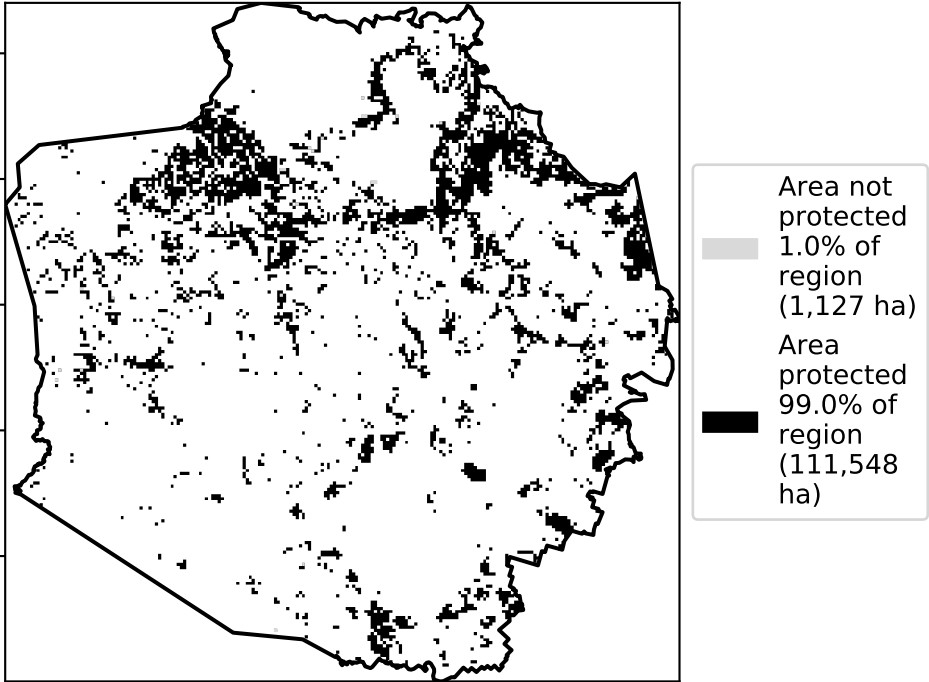 Area not
protected
1.0% of
region
(1,127 ha)
Area
protected
99.0% of
region
(111,548
ha)